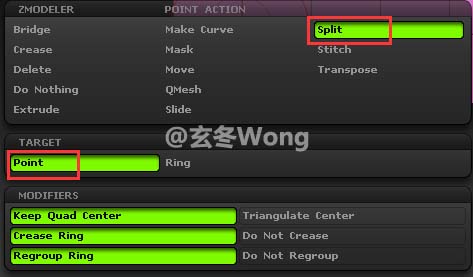 ZMODELER POINT ACTION
Bridge Make Curve Split
Crease Mask Stitch
Delete Move Transpose
Do Nothing QMesh
Extrude Slide
@玄冬Wong
TARGET
Point Ring
MODIFIERS
Keep Quad Center Triangulate Center
Crease Ring Do Not Crease
Regroup Ring Do Not Regroup